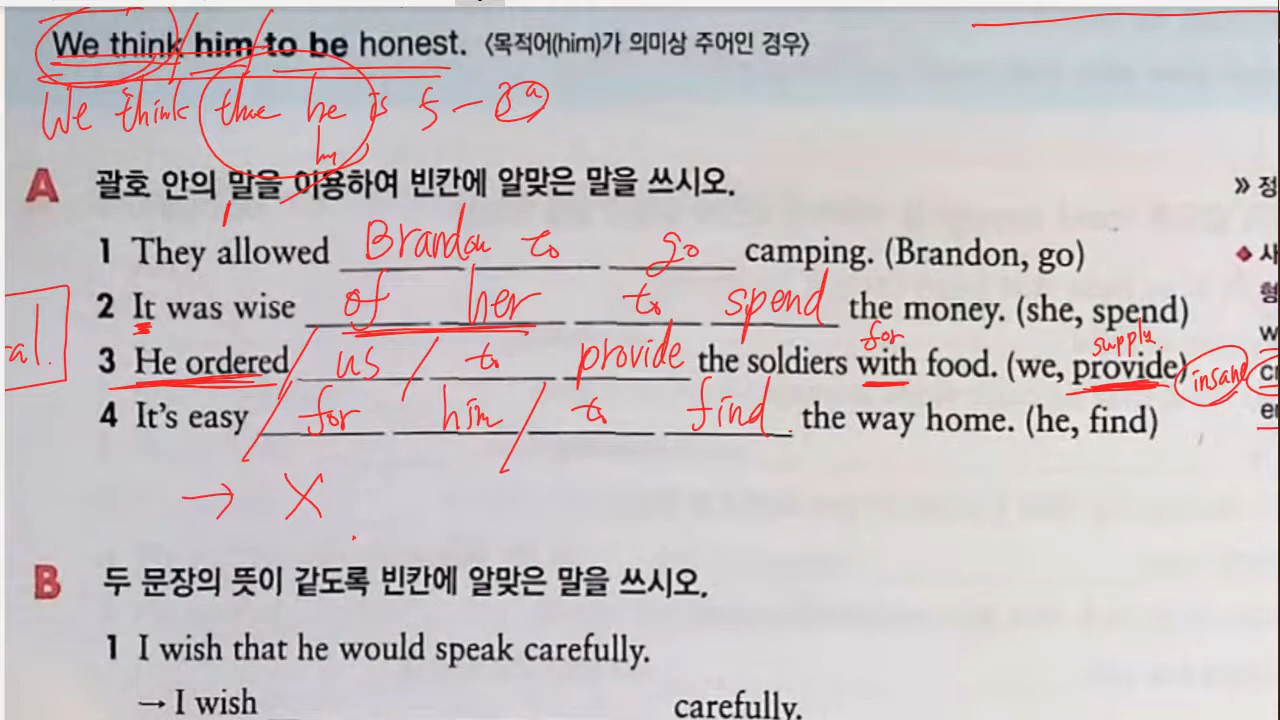 We think him to be honest. 〈목적어(him)가 의미상 주어인 경우〉
We think he is 5 -
A 괄호 안의 말을 이용하여 빈칸에 알맞은 말을 쓰시오.
» 정
1 They allowed Brandon to go camping. (Brandon, go)
◆ 사
2 It was wise of her to spend the money. (she, spend)
형
for
supply.
al.
3 He ordered us to provide the soldiers with food. (we, provide)
insane
4 It's easy for him to find the way home. (he, find)
→ X
B 두 문장의 뜻이 같도록 빈칸에 알맞은 말을 쓰시오.
1 I wish that he would speak carefully.
→ I wish carefully.